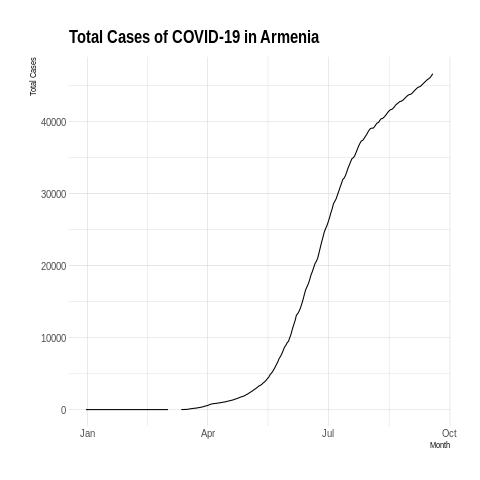 Total Cases of COVID-19 in Armenia
Total Cases
40000
30000
20000
10000
0
Jan Apr Jul Oct
Month